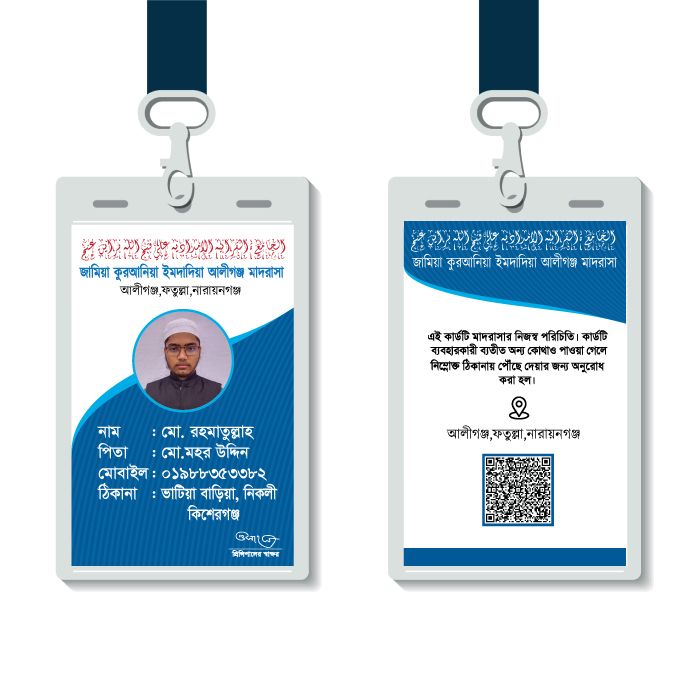 জামিয়া কুরআনিয়া ইমদাদিয়া আলীগঞ্জ মাদরাসা
আলীগঞ্জ,ফতুল্লা,নারায়নগঞ্জ
নাম : মো. রহমাতুল্লাহ
পিতা : মো.মহর উদ্দিন
মোবাইল : ০১৯৮৮৩৫৩৩৮২
ঠিকানা : ভাটিয়া বাড়িয়া, নিকলী
কিশেরগঞ্জ
প্রিন্সিপালের স্বাক্ষর
জামিয়া কুরআনিয়া ইমদাদিয়া আলীগঞ্জ মাদরাসা
এই কার্ডটি মাদরাসার নিজস্ব পরিচিতি। কার্ডটি
ব্যবহারকারী ব্যতীত অন্য কোথাও পাওয়া গেলে
নিম্নোক্ত ঠিকানায় পৌঁছে দেয়ার জন্য অনুরোধ
করা হল।
আলীগঞ্জ,ফতুল্লা,নারায়নগঞ্জ